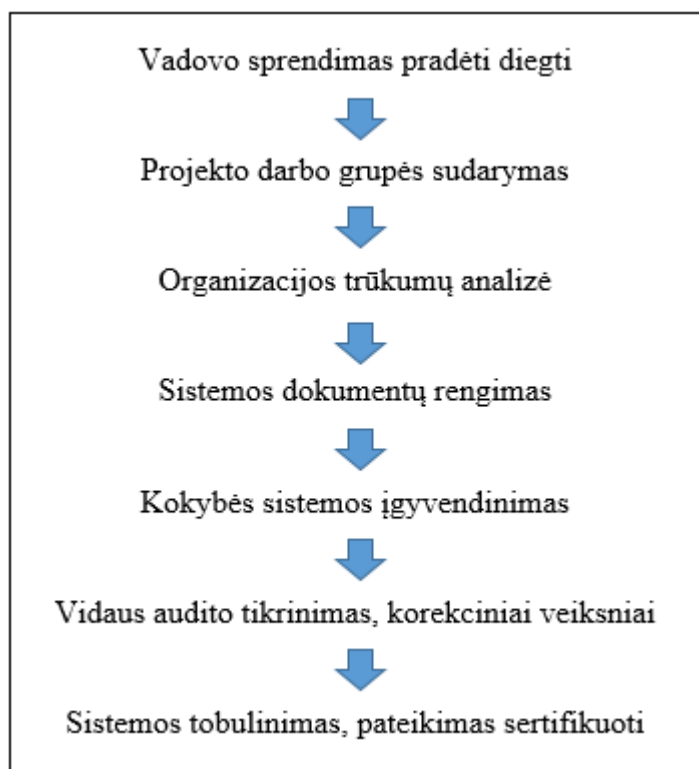 Vadovo sprendimas pradėti diegti
Projekto darbo grupės sudarymas
Organizacijos trūkumų analizė
Sistemos dokumentų rengimas
Kokybės sistemos įgyvendinimas
Vidaus audito tikrinimas, korekciniai veiksniai
Sistemos tobulinimas, pateikimas sertifikuoti